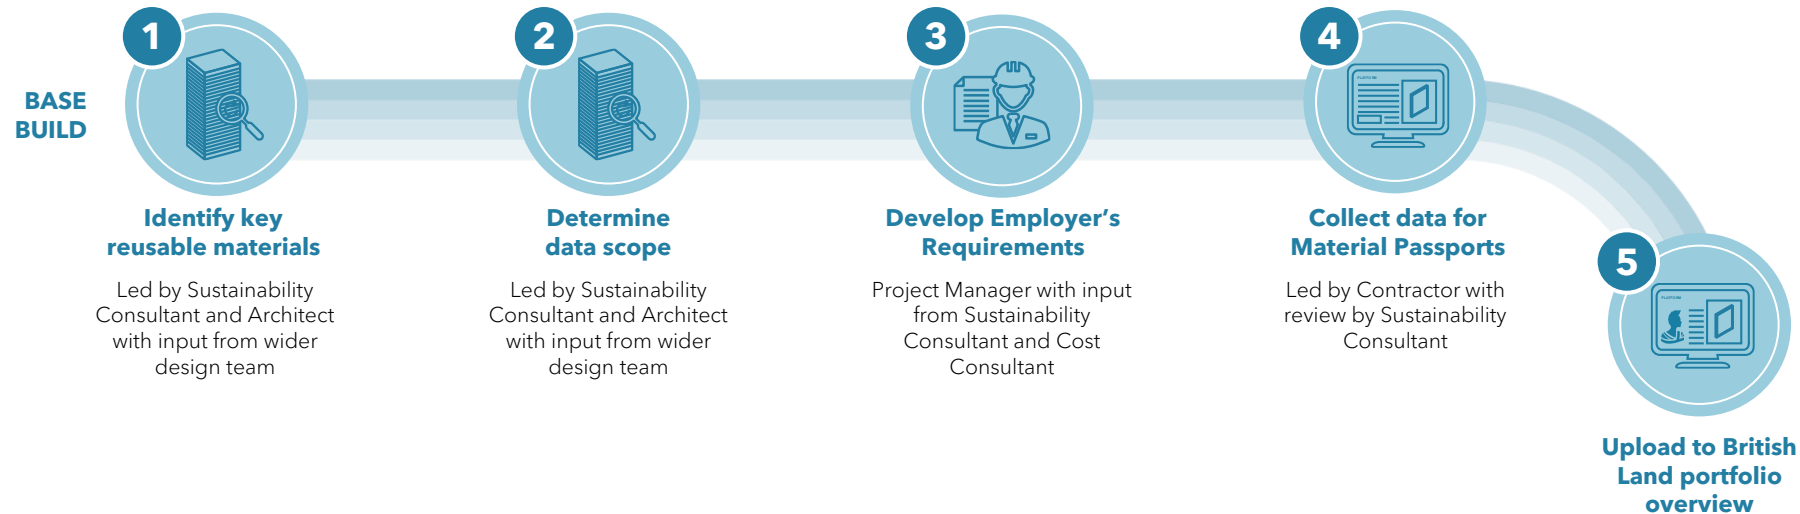 BASE
BUILD
1
Identify key
reusable materials
Led by Sustainability
Consultant and Architect
with input from wider
design team
2
Determine
data scope
Led by Sustainability
Consultant and Architect
with input from wider
design team
3
Develop Employer’s
Requirements
Project Manager with input
from Sustainability
Consultant and Cost
Consultant
4
PLATFORM
Collect data for
Material Passports
Led by Contractor with
review by Sustainability
Consultant
5
PLATFORM
Upload to British
Land portfolio
overview